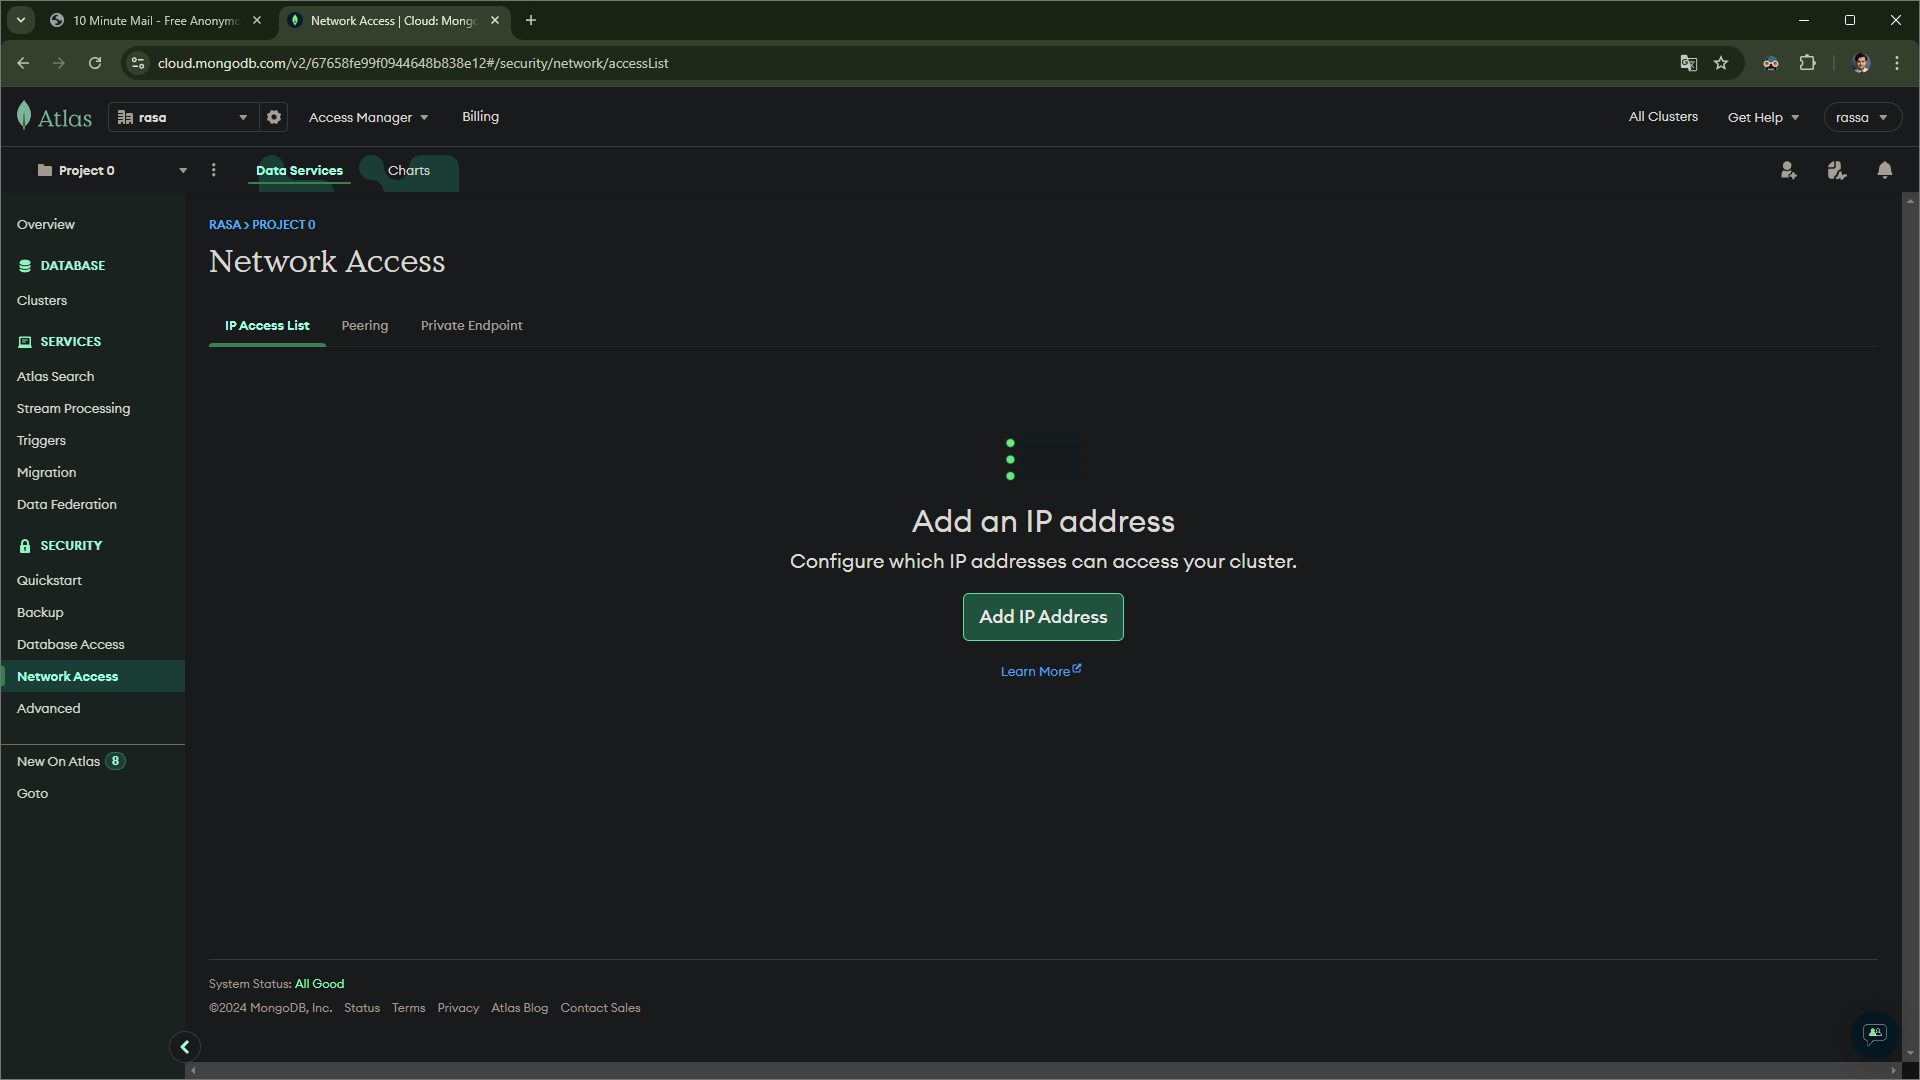 10 Minute Mail - Free Anonym
Network Access | Cloud: Mong
cloud.mongodb.com/v2/67658fe99f0944648b838e12#/security/network/accessList
Atlas
rasa
Access Manager
Billing
All Clusters
Get Help
rassa
Project 0
Data Services
Charts
Overview
DATABASE
Clusters
SERVICES
Atlas Search
Stream Processing
Triggers
Migration
Data Federation
SECURITY
Quickstart
Backup
Database Access
Network Access
Advanced
New On Atlas 8
Goto
RASA > PROJECT 0
Network Access
IP Access List
Peering
Private Endpoint
Add an IP address
Configure which IP addresses can access your cluster.
Add IP Address
Learn More
System Status: All Good
©2024 MongoDB, Inc. Status Terms Privacy Atlas Blog Contact Sales